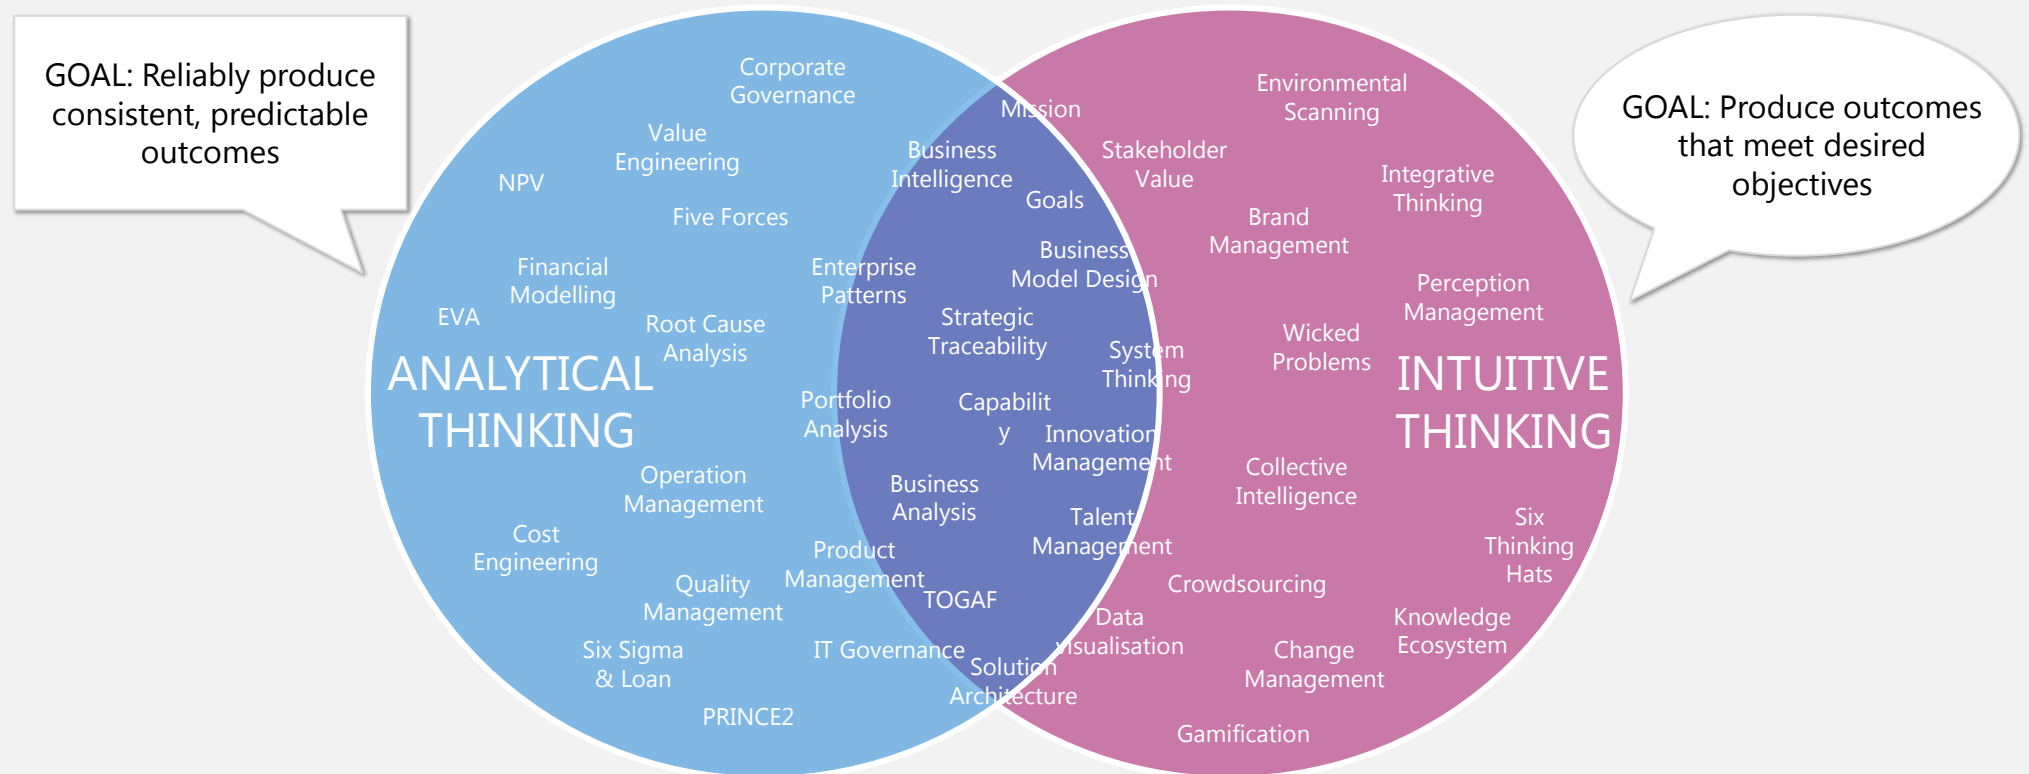 GOAL: Reliably produce
consistent, predictable
outcomes
GOAL: Produce outcomes
that meet desired
objectives
ANALYTICAL
THINKING
Corporate
Governance
Value
Engineering
NPV
Five Forces
Financial
Modelling
EVA
Root Cause
Analysis
Operation
Management
Cost
Engineering
Quality
Management
Six Sigma
& Loan
PRINCE2
Enterprise
Patterns
Portfolio
Analysis
Product
Management
IT Governance
Mission
Business
Intelligence
Goals
Business
Model Design
Strategic
Traceability
System
Thinking
Capabilit
y
Innovation
Management
Business
Analysis
Talent
Management
TOGAF
Solution
Architecture
Data
visualisation
INTUITIVE
THINKING
Environmental
Scanning
Stakeholder
Value
Integrative
Thinking
Brand
Management
Perception
Management
Wicked
Problems
Collective
Intelligence
Six
Thinking
Hats
Crowdsourcing
Knowledge
Ecosystem
Change
Management
Gamification